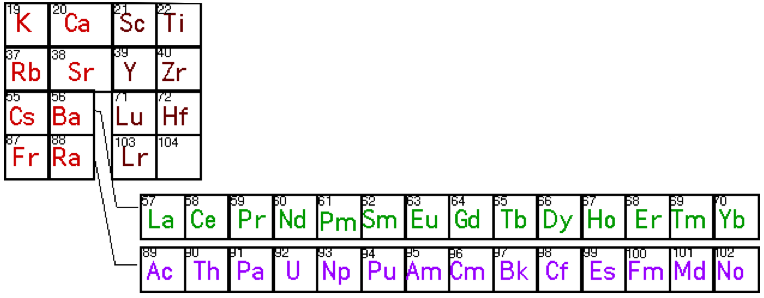 19 20 21 22
K Ca Sc Ti
37 38 39 40
Rb Sr Y Zr
55 56 71 72
Cs Ba Lu Hf
87 88 103 104
Fr Ra Lr
57 58 59 60 61 62 63 64 65 66 67 68 69 70
La Ce Pr Nd Pm Sm Eu Gd Tb Dy Ho Er Tm Yb
89 90 91 92 93 94 95 96 97 98 99 100 101 102
Ac Th Pa U Np Pu Am Cm Bk Cf Es Fm Md No